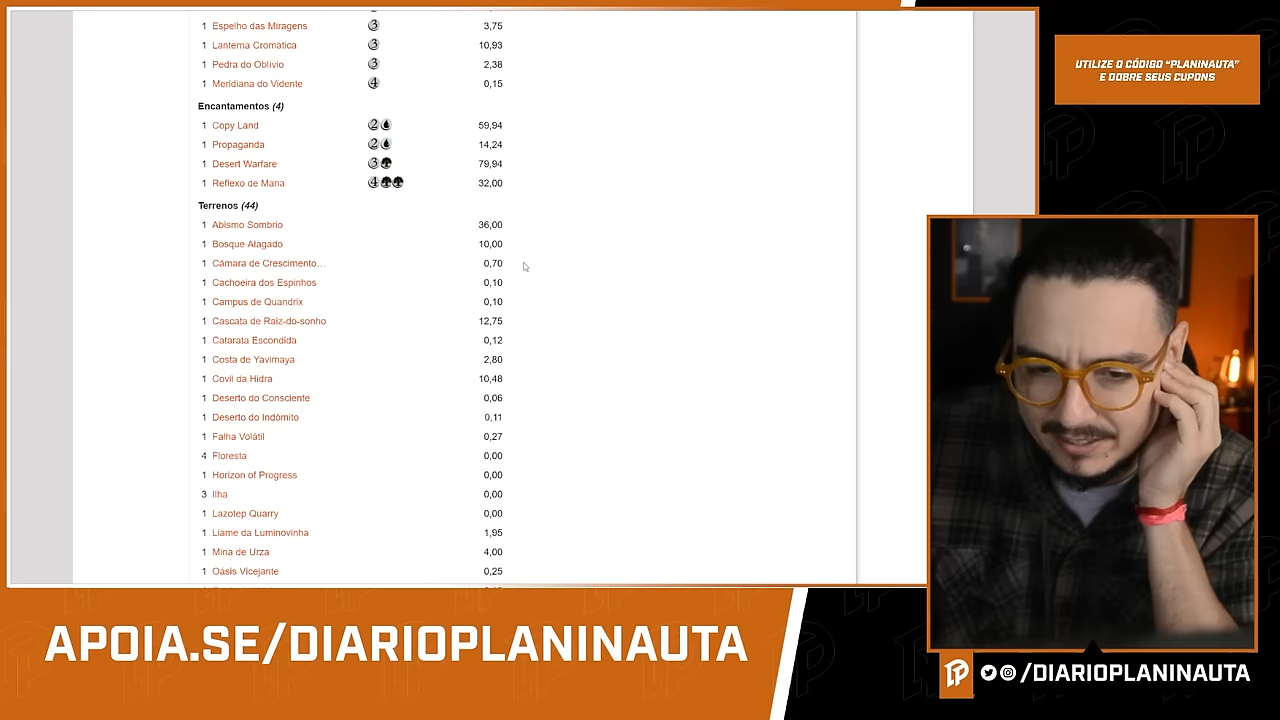 1 Espelho das Miragens 3 3,75
1 Lanterna Cromática 3 10,93
1 Pedra do Oblívio 3 2,38
1 Meridiana do Vidente 4 0,15
Encantamentos (4)
1 Copy Land 2 59,94
1 Propaganda 2 14,24
1 Desert Warfare 3 79,94
1 Reflexo de Mana 4 32,00
Terrenos (44)
1 Abismo Sombrio 36,00
1 Bosque Alagado 10,00
1 Câmara de Crescimento… 0,70
1 Cachoeira dos Espinhos 0,10
1 Campus de Quandrix 0,10
1 Cascata de Raiz-do-sonho 12,75
1 Catarata Escondida 0,12
1 Costa de Yavimaya 2,80
1 Covil da Hidra 10,48
1 Deserto do Consciente 0,06
1 Deserto do Indômito 0,11
1 Falha Volátil 0,27
4 Floresta 0,00
1 Horizon of Progress 0,00
3 Ilha 0,00
1 Lazotep Quarry 0,00
1 Liame da Luminovinha 1,95
1 Mina de Urza 4,00
1 Oásis Vicejante 0,25
UTILIZE O CÓDIGO “PLANINAUTA”
E DOBRE SEUS CUPONS
APOIA.SE/DIARIOPLANINAUTA
/DIARIOPLANINAUTA